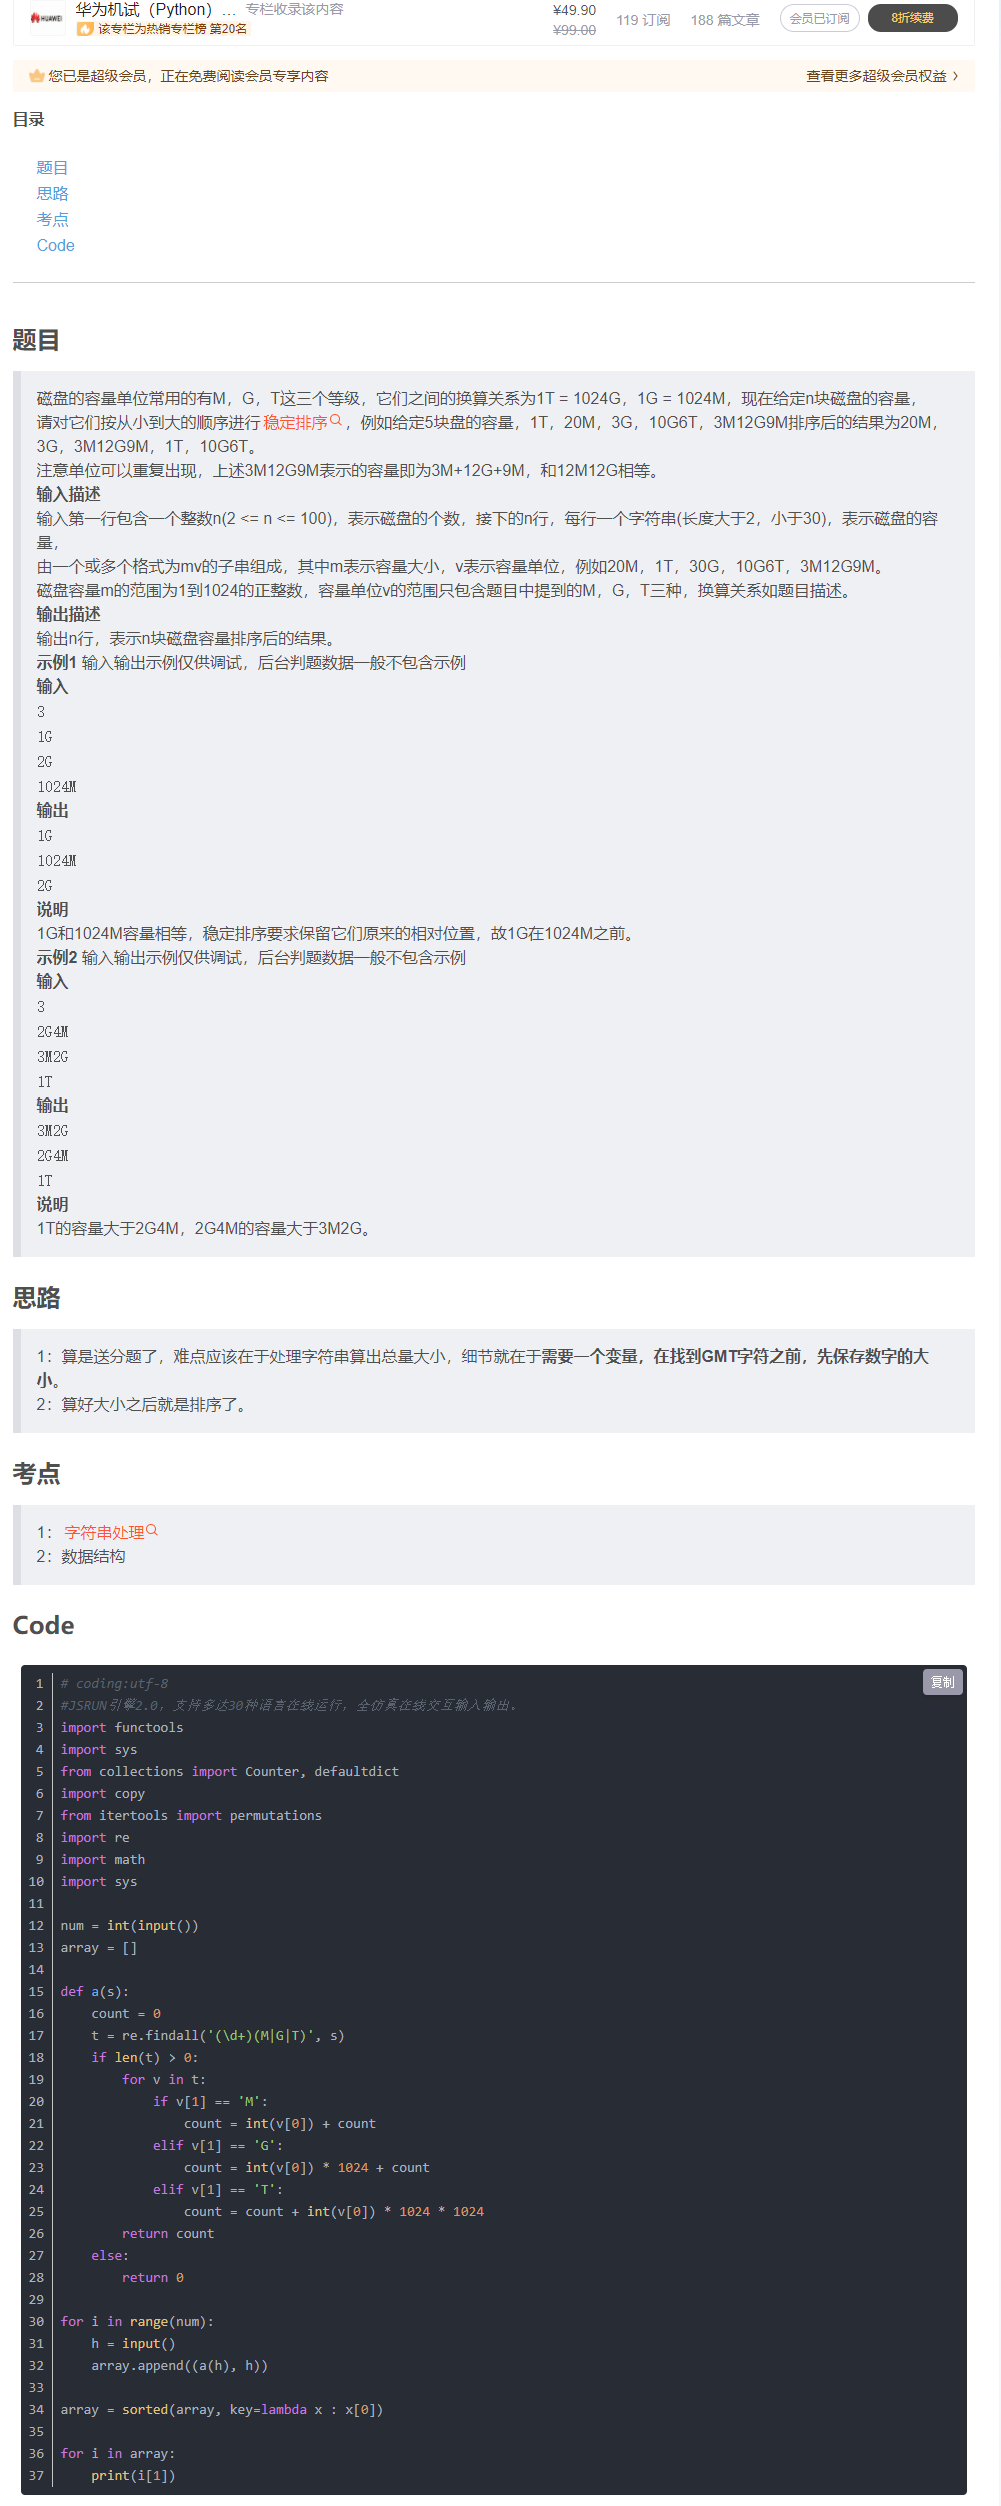 HUAWEI
华为机试（Python）... 专栏收录该内容
该专栏为热销专栏榜 第20名
¥49.90
¥99.00
119 订阅
188 篇文章
会员已订阅
8折续费
您已是超级会员，正在免费阅读会员专享内容
查看更多超级会员权益 >
目录
题目
思路
考点
Code
题目
磁盘的容量单位常用的有M，G，T这三个等级，它们之间的换算关系为1T = 1024G，1G = 1024M，现在给定n块磁盘的容量，
请对它们按从小到大的顺序进行 稳定排序，例如给定5块盘的容量，1T，20M，3G，10G6T，3M12G9M排序后的结果为20M，
3G，3M12G9M，1T，10G6T。
注意单位可以重复出现，上述3M12G9M表示的容量即为3M+12G+9M，和12M12G相等。
输入描述
输入第一行包含一个整数n(2 <= n <= 100)，表示磁盘的个数，接下的n行，每行一个字符串(长度大于2，小于30)，表示磁盘的容
量，
由一个或多个格式为mv的子串组成，其中m表示容量大小，v表示容量单位，例如20M，1T，30G，10G6T，3M12G9M。
磁盘容量m的范围为1到1024的正整数，容量单位v的范围只包含题目中提到的M，G，T三种，换算关系如题目描述。
输出描述
输出n行，表示n块磁盘容量排序后的结果。
示例1 输入输出示例仅供调试，后台判题数据一般不包含示例
输入
3
1G
2G
1024M
输出
1G
1024M
2G
说明
1G和1024M容量相等，稳定排序要求保留它们原来的相对位置，故1G在1024M之前。
示例2 输入输出示例仅供调试，后台判题数据一般不包含示例
输入
3
2G4M
3M2G
1T
输出
3M2G
2G4M
1T
说明
1T的容量大于2G4M，2G4M的容量大于3M2G。
思路
1：算是送分题了，难点应该在于处理字符串算出总量大小，细节就在于需要一个变量，在找到GMT字符之前，先保存数字的大
小。
2：算好大小之后就是排序了。
考点
1： 字符串处理
2：数据结构
Code
复制
1 # coding:utf-8
2 #JSRUN引擎2.0，支持多达30种语言在线运行，全仿真在线交互输入输出。
3 import functools
4 import sys
5 from collections import Counter, defaultdict
6 import copy
7 from itertools import permutations
8 import re
9 import math
10 import sys
11
12 num = int(input())
13 array = []
14
15 def a(s):
16     count = 0
17     t = re.findall('(\d+)(M|G|T)', s)
18     if len(t) > 0:
19         for v in t:
20             if v[1] == 'M':
21                 count = int(v[0]) + count
22             elif v[1] == 'G':
23                 count = int(v[0]) * 1024 + count
24             elif v[1] == 'T':
25                 count = count + int(v[0]) * 1024 * 1024
26         return count
27     else:
28         return 0
29
30 for i in range(num):
31     h = input()
32     array.append((a(h), h))
33
34 array = sorted(array, key=lambda x : x[0])
35
36 for i in array:
37     print(i[1])